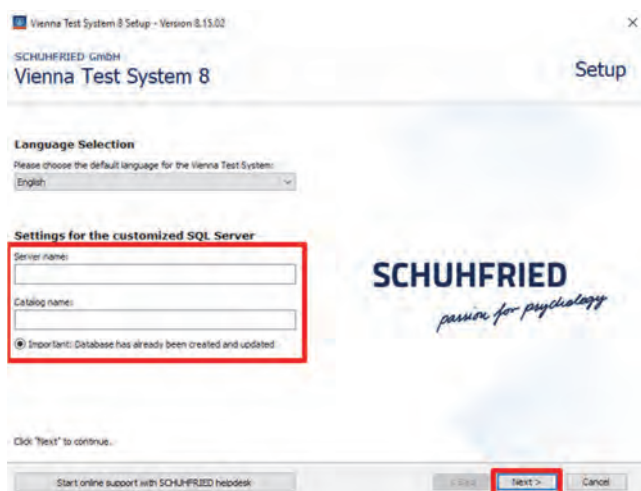 Vienna Test System 8 Setup - Version 8.15.02
SCHUHFRIED GmbH
Vienna Test System 8
Setup
Language Selection
Please choose the default language for the Vienna Test System:
English
Settings for the customized SQL Server
Server name:
Catalog name:
Important: Database has already been created and updated
SCHUHFRIED
passion for psychology
Click "Next" to continue.
Start online support with SCHUHFRIED helpdesk
< Back
Next >
Cancel